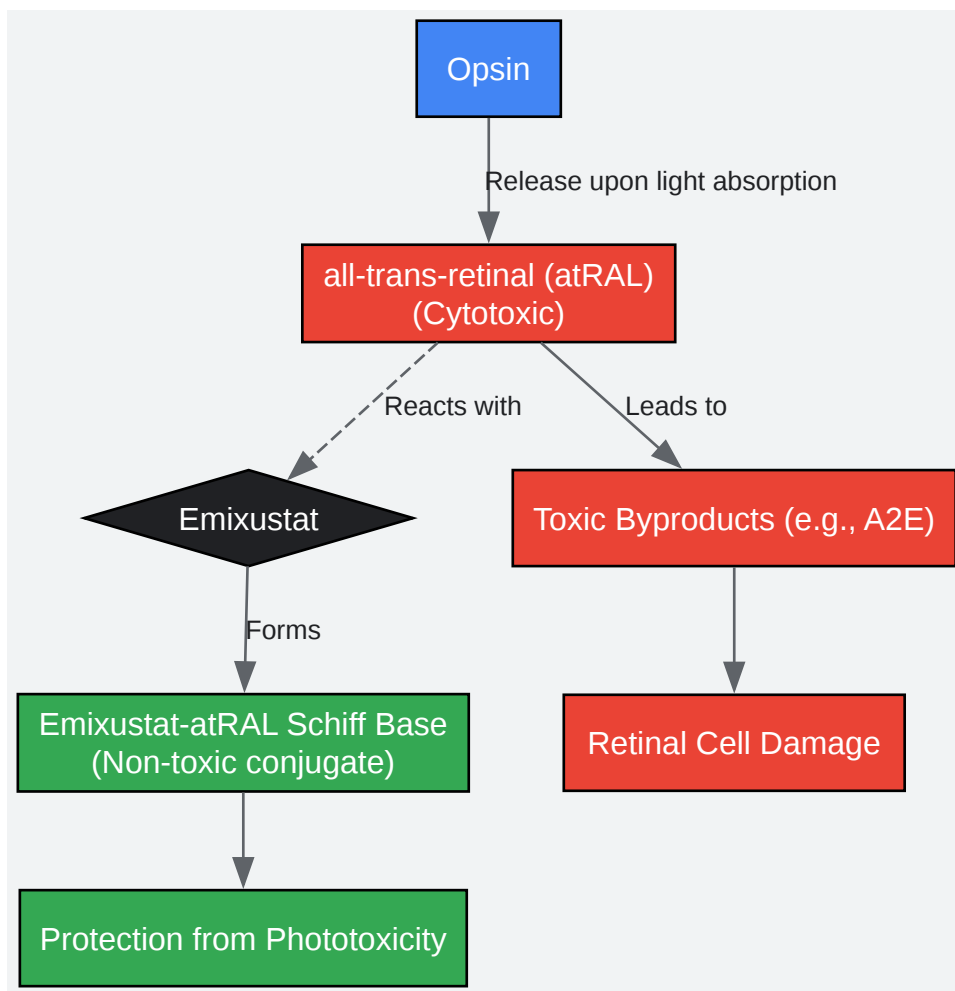 Opsin
Release upon light absorption
all-trans-retinal (atRAL)
(Cytotoxic)
Reacts with
Leads to
Emixustat
Toxic Byproducts (e.g., A2E)
Forms
Emixustat-atRAL Schiff Base
(Non-toxic conjugate)
Retinal Cell Damage
Protection from Phototoxicity